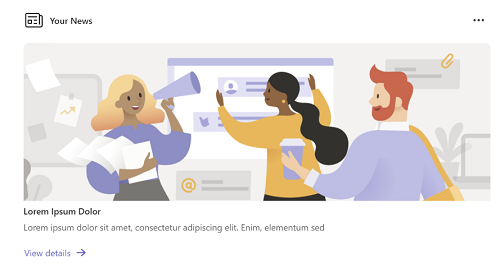 Your News
@
Lorem Ipsum Dolor
Lorem ipsum dolor sit amet, consectetur adipiscing elit. Enim, elementum sed
View details